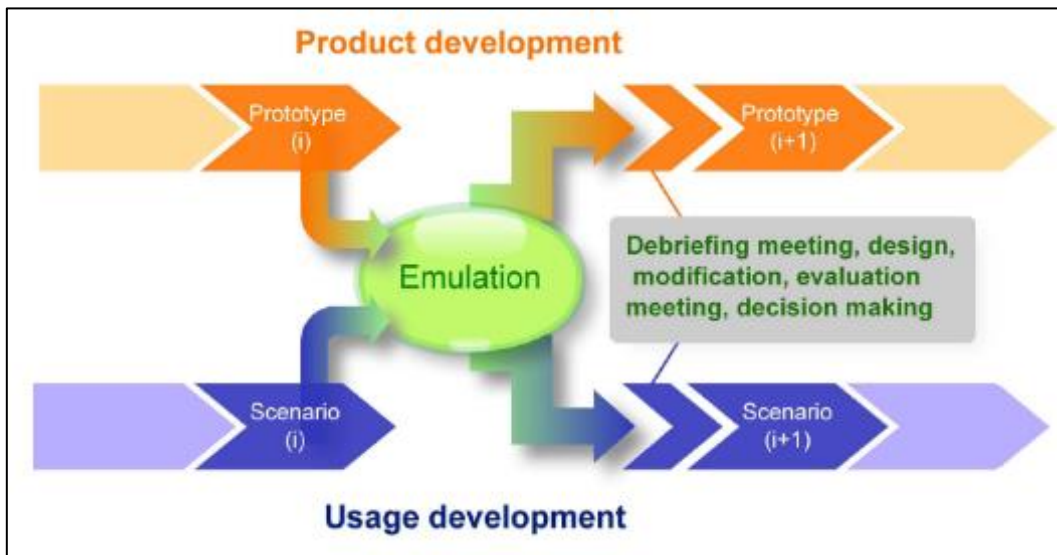 Product development
Prototype
(i)
Prototype
(i+1)
Emulation
Debriefing meeting, design,
modification, evaluation
meeting, decision making
Scenario
(i)
Scenario
(i+1)
Usage development